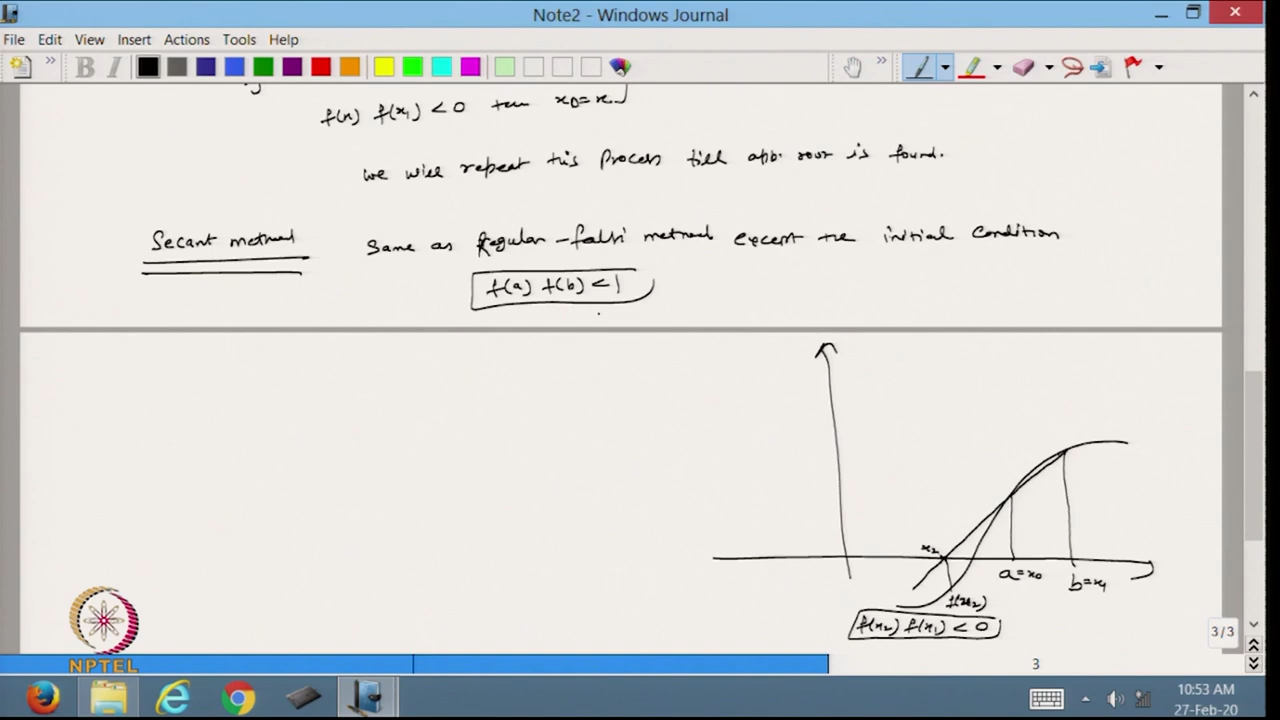 Note2 - Windows Journal
File Edit View Insert Actions Tools Help
f(x) f(x₁) < 0 then x₀ = x
we will repeat this Process till app. root is found.
Secant method Same as Regular-falsi method except the initial condition
f(a) f(b) < 1
x₂
a = x₀
b = x₁
f(x₂)
f(x₂) f(x₁) < 0
3/3
3
NPTEL
10:53 AM
27-Feb-20